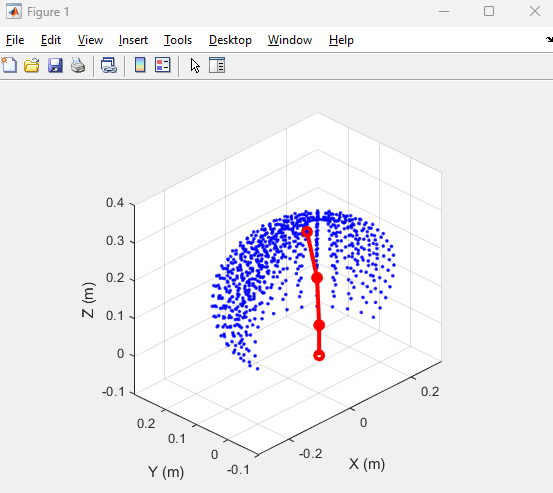 Figure 1
File Edit View Insert Tools Desktop Window Help
0.4
0.3
0.2
0.1
0
-0.1
Z (m)
0.2
0.1
0
-0.1
Y (m)
-0.2
0
0.2
X (m)